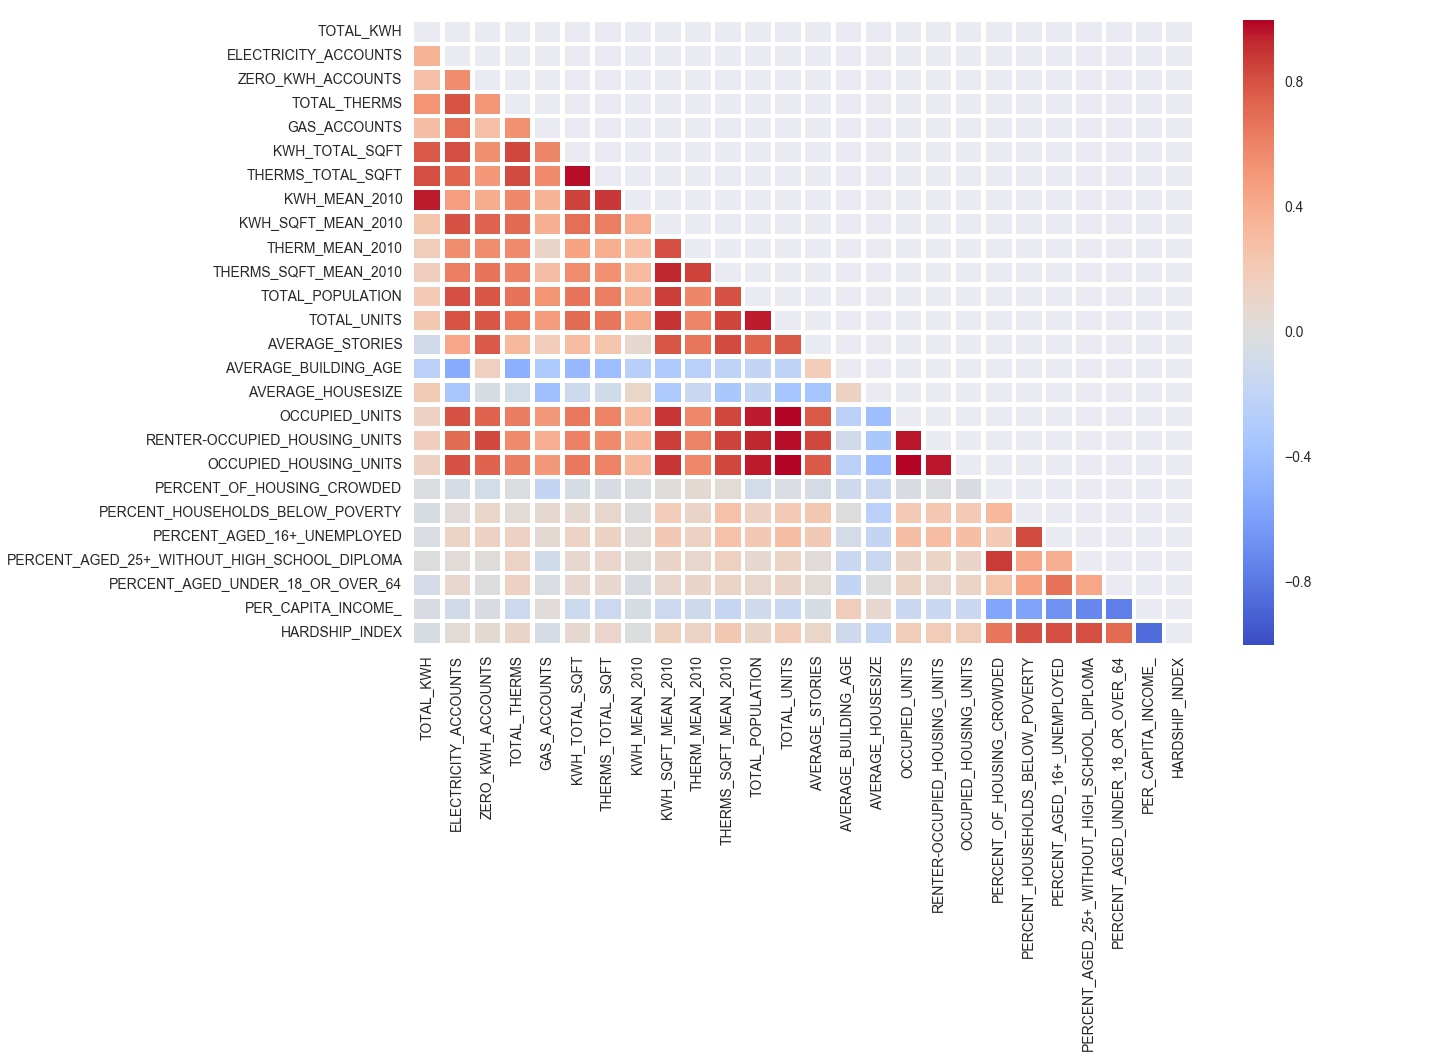 TOTAL_KWH
ELECTRICITY_ACCOUNTS
ZERO_KWH_ACCOUNTS
TOTAL_THERMS
GAS_ACCOUNTS
KWH_TOTAL_SQFT
THERMS_TOTAL_SQFT
KWH_MEAN_2010
KWH_SQFT_MEAN_2010
THERM_MEAN_2010
THERMS_SQFT_MEAN_2010
TOTAL_POPULATION
TOTAL_UNITS
AVERAGE_STORIES
AVERAGE_BUILDING_AGE
AVERAGE_HOUSESIZE
OCCUPIED_UNITS
RENTER-OCCUPIED_HOUSING_UNITS
OCCUPIED_HOUSING_UNITS
PERCENT_OF_HOUSING_CROWDED
PERCENT_HOUSEHOLDS_BELOW_POVERTY
PERCENT_AGED_16+_UNEMPLOYED
PERCENT_AGED_25+_WITHOUT_HIGH_SCHOOL_DIPLOMA
PERCENT_AGED_UNDER_18_OR_OVER_64
PER_CAPITA_INCOME_
HARDSHIP_INDEX
TOTAL_KWH
ELECTRICITY_ACCOUNTS
ZERO_KWH_ACCOUNTS
TOTAL_THERMS
GAS_ACCOUNTS
KWH_TOTAL_SQFT
THERMS_TOTAL_SQFT
KWH_MEAN_2010
KWH_SQFT_MEAN_2010
THERM_MEAN_2010
THERMS_SQFT_MEAN_2010
TOTAL_POPULATION
TOTAL_UNITS
AVERAGE_STORIES
AVERAGE_BUILDING_AGE
AVERAGE_HOUSESIZE
OCCUPIED_UNITS
RENTER-OCCUPIED_HOUSING_UNITS
OCCUPIED_HOUSING_UNITS
PERCENT_OF_HOUSING_CROWDED
PERCENT_HOUSEHOLDS_BELOW_POVERTY
PERCENT_AGED_16+_UNEMPLOYED
PERCENT_AGED_25+_WITHOUT_HIGH_SCHOOL_DIPLOMA
PERCENT_AGED_UNDER_18_OR_OVER_64
PER_CAPITA_INCOME_
HARDSHIP_INDEX
0.8
0.4
0.0
−0.4
−0.8